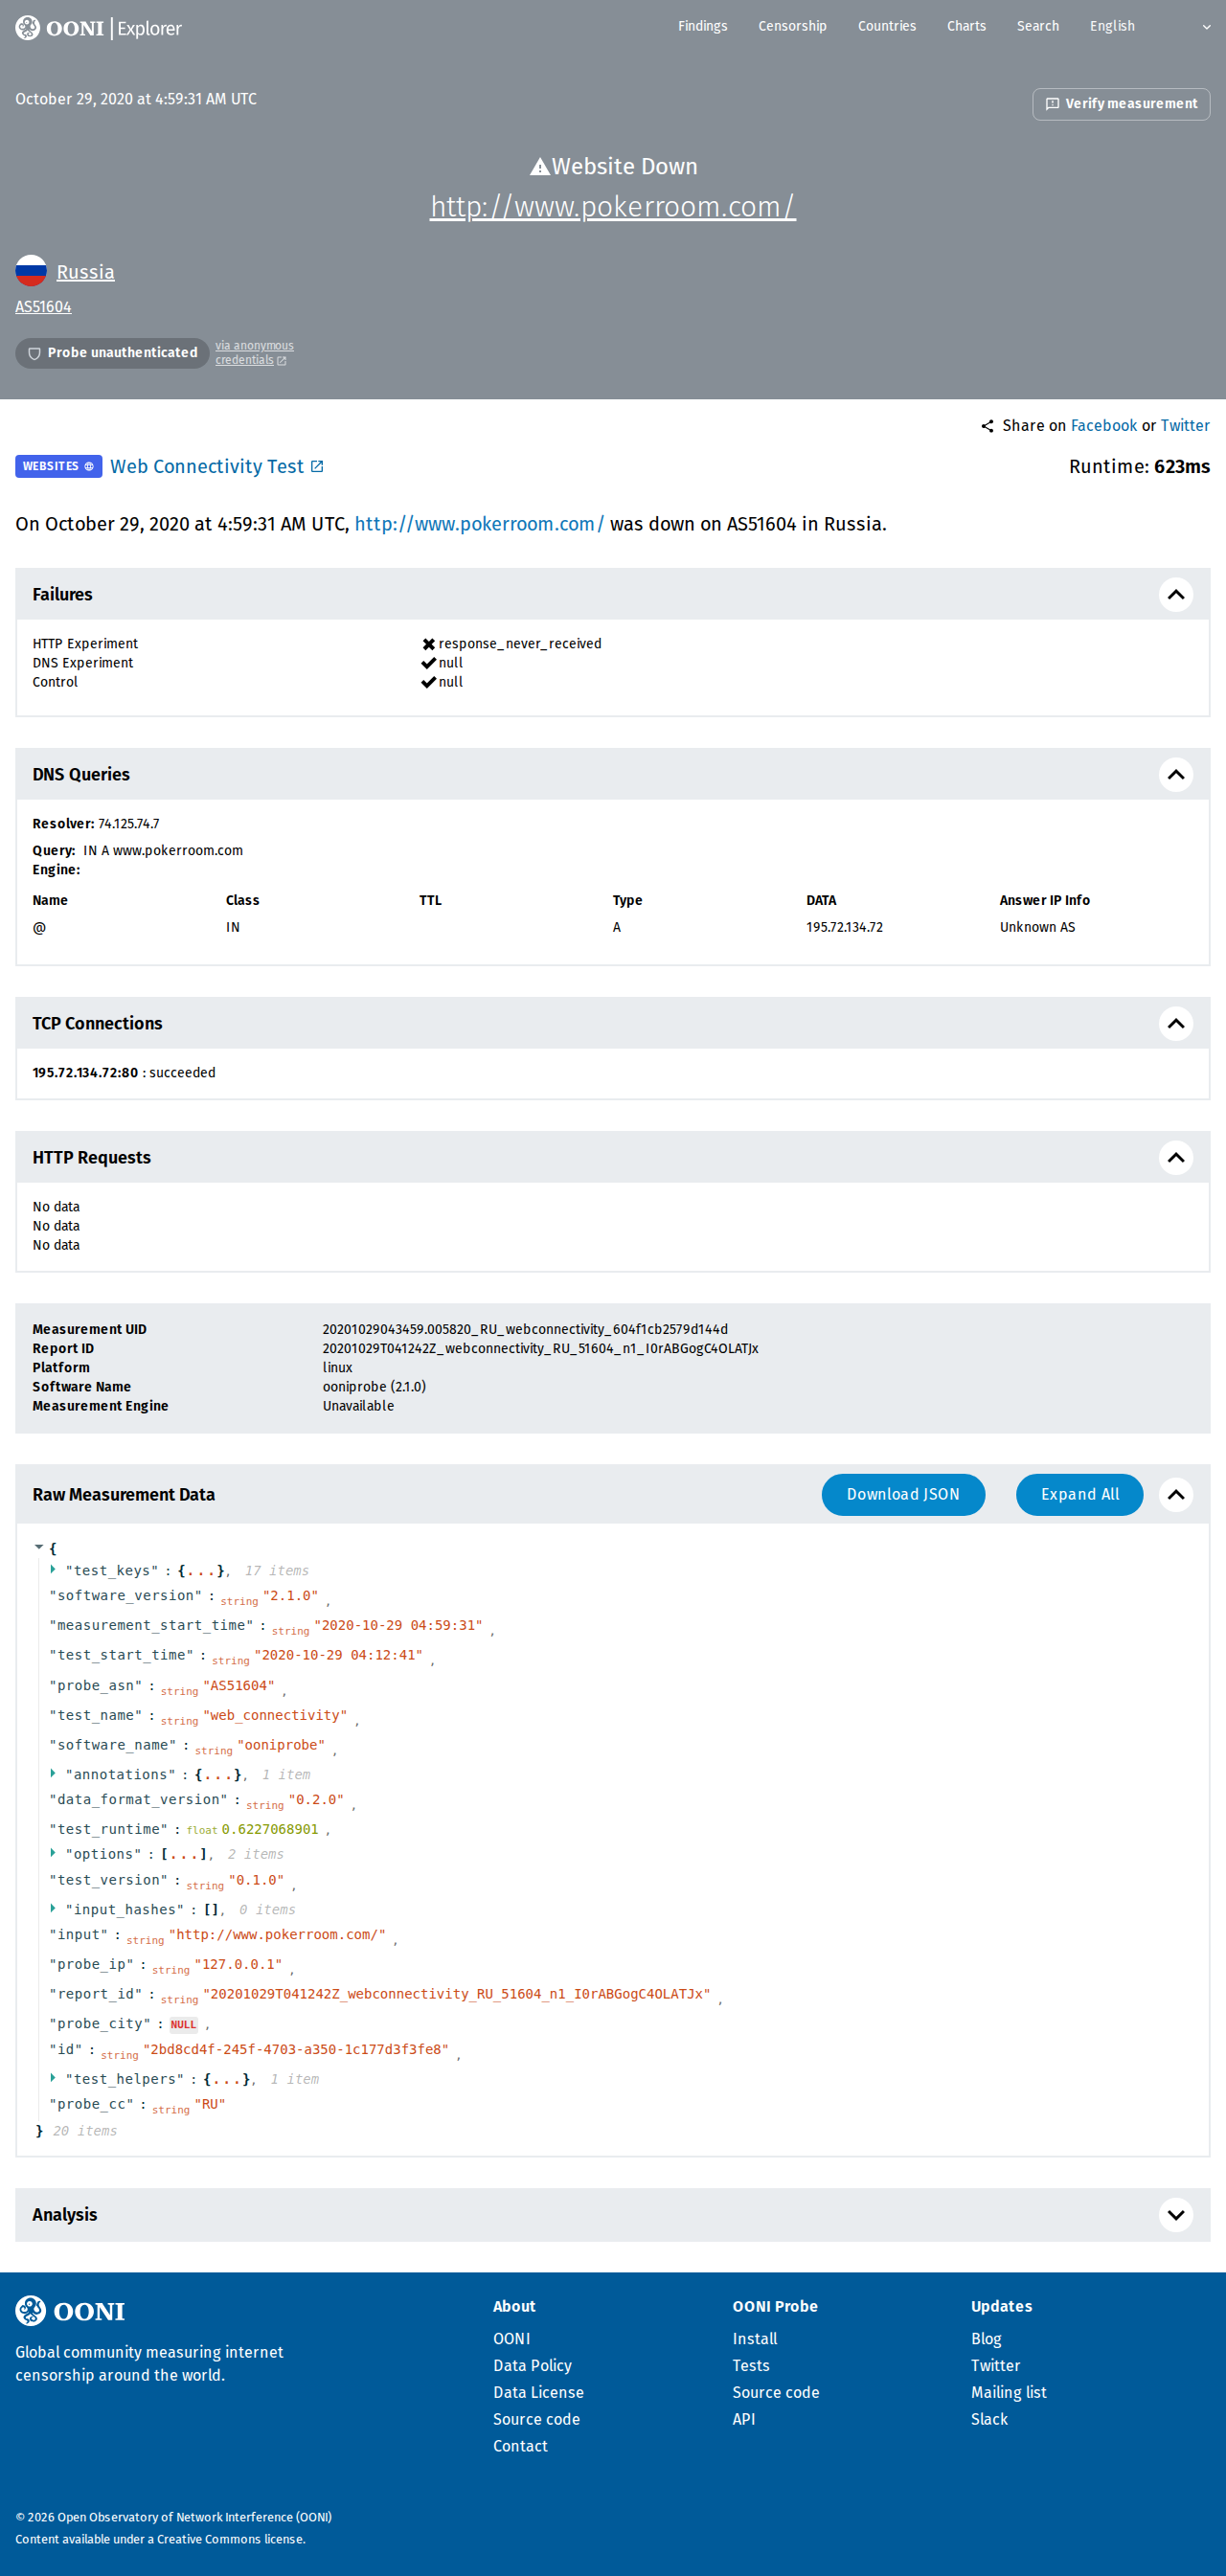 OONI Explorer
Findings Censorship Countries Charts Search English
October 29, 2020 at 4:59:31 AM UTC
Verify measurement
Website Down
http://www.pokerroom.com/
Russia
AS51604
Probe unauthenticated
via anonymous
credentials
Share on Facebook or Twitter
WEBSITES Web Connectivity Test
Runtime: 623ms
On October 29, 2020 at 4:59:31 AM UTC, http://www.pokerroom.com/ was down on AS51604 in Russia.
Failures
HTTP Experiment response_never_received
DNS Experiment null
Control null
DNS Queries
Resolver: 74.125.74.7
Query: IN A www.pokerroom.com
Engine:
Name Class TTL Type DATA Answer IP Info
@ IN A 195.72.134.72 Unknown AS
TCP Connections
195.72.134.72:80 : succeeded
HTTP Requests
No data
No data
No data
Measurement UID 20201029043459.005820_RU_webconnectivity_604f1cb2579d144d
Report ID 20201029T041242Z_webconnectivity_RU_51604_n1_I0rABGogC4OLATJx
Platform linux
Software Name ooniprobe (2.1.0)
Measurement Engine Unavailable
Raw Measurement Data
Download JSON
Expand All
{
"test_keys" : {...}, 17 items
"software_version" : string "2.1.0" ,
"measurement_start_time" : string "2020-10-29 04:59:31" ,
"test_start_time" : string "2020-10-29 04:12:41" ,
"probe_asn" : string "AS51604" ,
"test_name" : string "web_connectivity" ,
"software_name" : string "ooniprobe" ,
"annotations" : {...}, 1 item
"data_format_version" : string "0.2.0" ,
"test_runtime" : float 0.6227068901 ,
"options" : [...], 2 items
"test_version" : string "0.1.0" ,
"input_hashes" : [], 0 items
"input" : string "http://www.pokerroom.com/" ,
"probe_ip" : string "127.0.0.1" ,
"report_id" : string "20201029T041242Z_webconnectivity_RU_51604_n1_I0rABGogC4OLATJx" ,
"probe_city" : NULL ,
"id" : string "2bd8cd4f-245f-4703-a350-1c177d3f3fe8" ,
"test_helpers" : {...}, 1 item
"probe_cc" : string "RU"
} 20 items
Analysis
OONI
Global community measuring internet
censorship around the world.
About
OONI
Data Policy
Data License
Source code
Contact
OONI Probe
Install
Tests
Source code
API
Updates
Blog
Twitter
Mailing list
Slack
© 2026 Open Observatory of Network Interference (OONI)
Content available under a Creative Commons license.